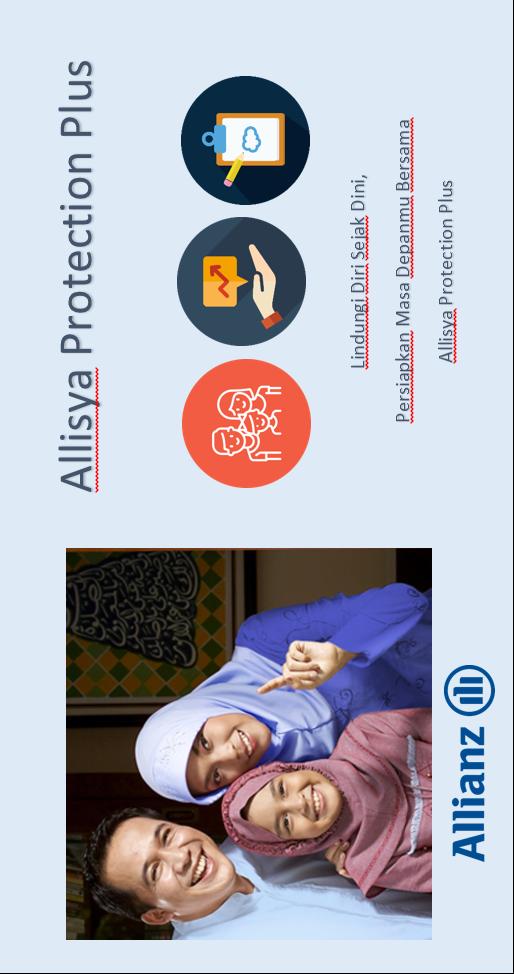 Allisya Protection Plus
Lindungi Diri Sejak Dini,
Persiapkan Masa Depanmu Bersama
Allisya Protection Plus
Allianz